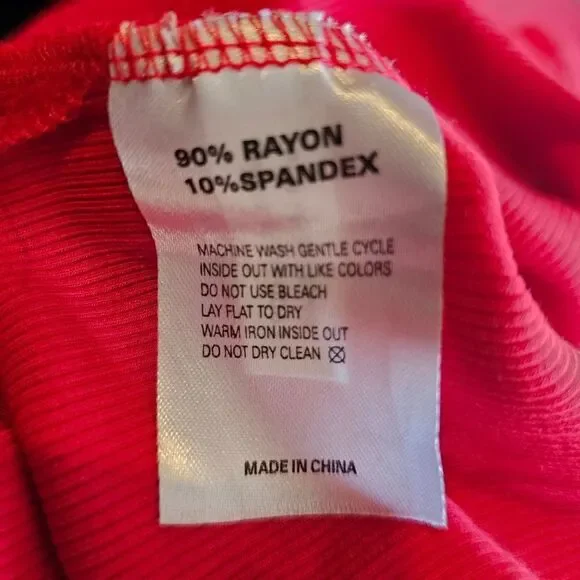 90% RAYON
10%SPANDEX
MACHINE WASH GENTLE CYCLE
INSIDE OUT WITH LIKE COLORS
DO NOT USE BLEACH
LAY FLAT TO DRY
WARM IRON INSIDE OUT
DO NOT DRY CLEAN
MADE IN CHINA